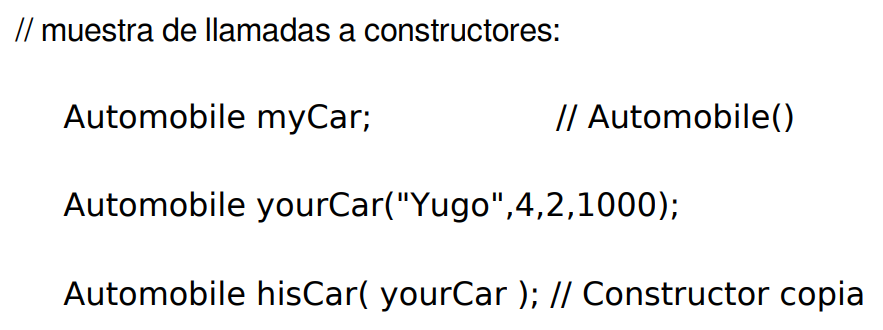 // muestra de llamadas a constructores:
Automobile myCar; // Automobile()
Automobile yourCar("Yugo",4,2,1000);
Automobile hisCar( yourCar ); // Constructor copia